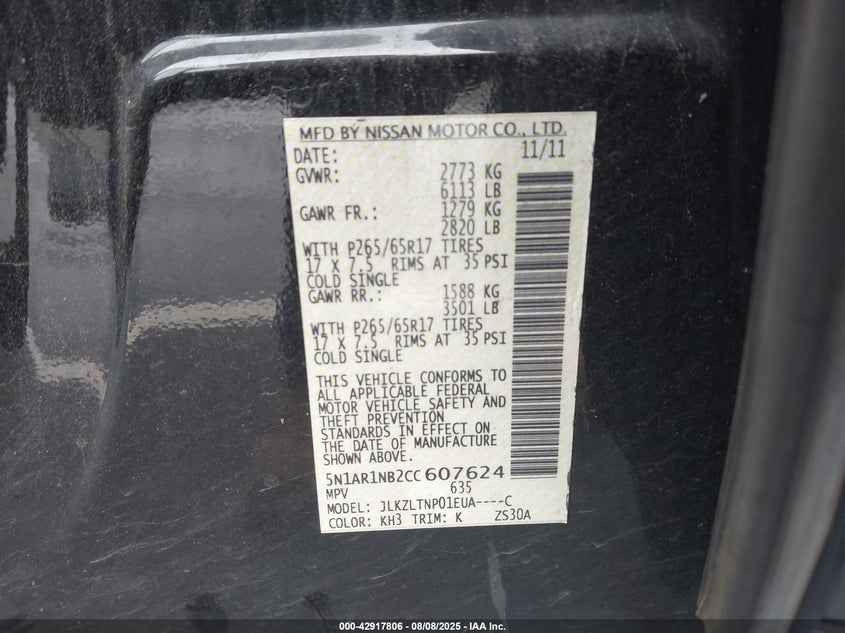 MFD BY NISSAN MOTOR CO., LTD.
DATE: 11/11
GVWR: 2773 KG
6113 LB
GAWR FR.: 1279 KG
2820 LB
WITH P265/65R17 TIRES
17 X 7.5 RIMS AT 35 PSI
COLD SINGLE
GAWR RR.: 1588 KG
3501 LB
WITH P265/65R17 TIRES
17 X 7.5 RIMS AT 35 PSI
COLD SINGLE
THIS VEHICLE CONFORMS TO
ALL APPLICABLE FEDERAL
MOTOR VEHICLE SAFETY AND
THEFT PREVENTION
STANDARDS IN EFFECT ON
THE DATE OF MANUFACTURE
SHOWN ABOVE.
5N1AR1NB2CC607624
MPV 635
MODEL: JLKZLTNP01EUA----C
COLOR: KH3 TRIM: K ZS30A
000-42917806 - 08/08/2025 - IAA Inc.